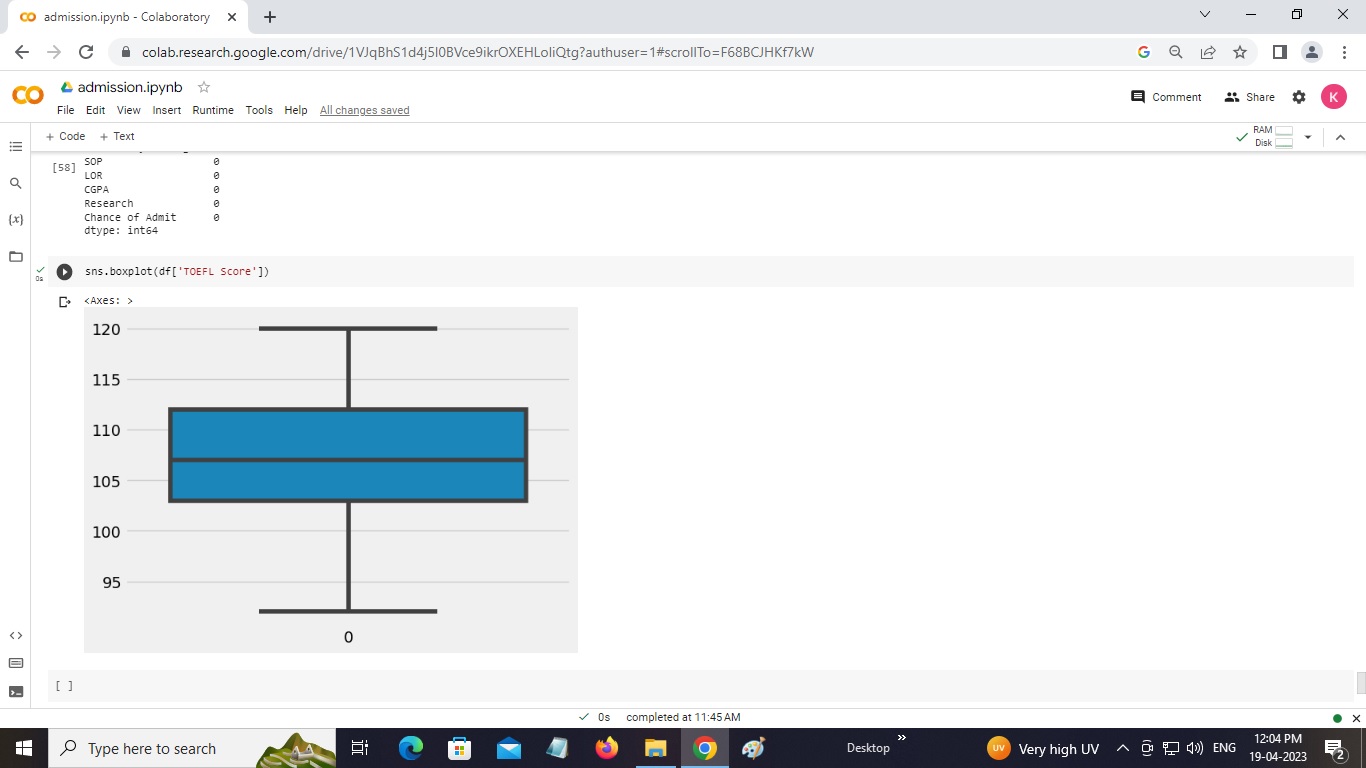 admission.ipynb - Colaboratory
colab.research.google.com/drive/1VJqBhS1d4j5l0BVce9ikrOXEHLoIiQtg?authuser=1#scrollTo=F68BCJHKf7kW
admission.ipynb
File Edit View Insert Runtime Tools Help All changes saved
Comment Share K
+ Code + Text
RAM
Disk
[58]
SOP 0
LOR 0
CGPA 0
Research 0
Chance of Admit 0
dtype: int64
0s
sns.boxplot(df['TOEFL Score'])
<Axes: >
120
115
110
105
100
95
0
[ ]
0s completed at 11:45 AM
Type here to search
Desktop
UV Very high UV
ENG
12:04 PM
19-04-2023
2